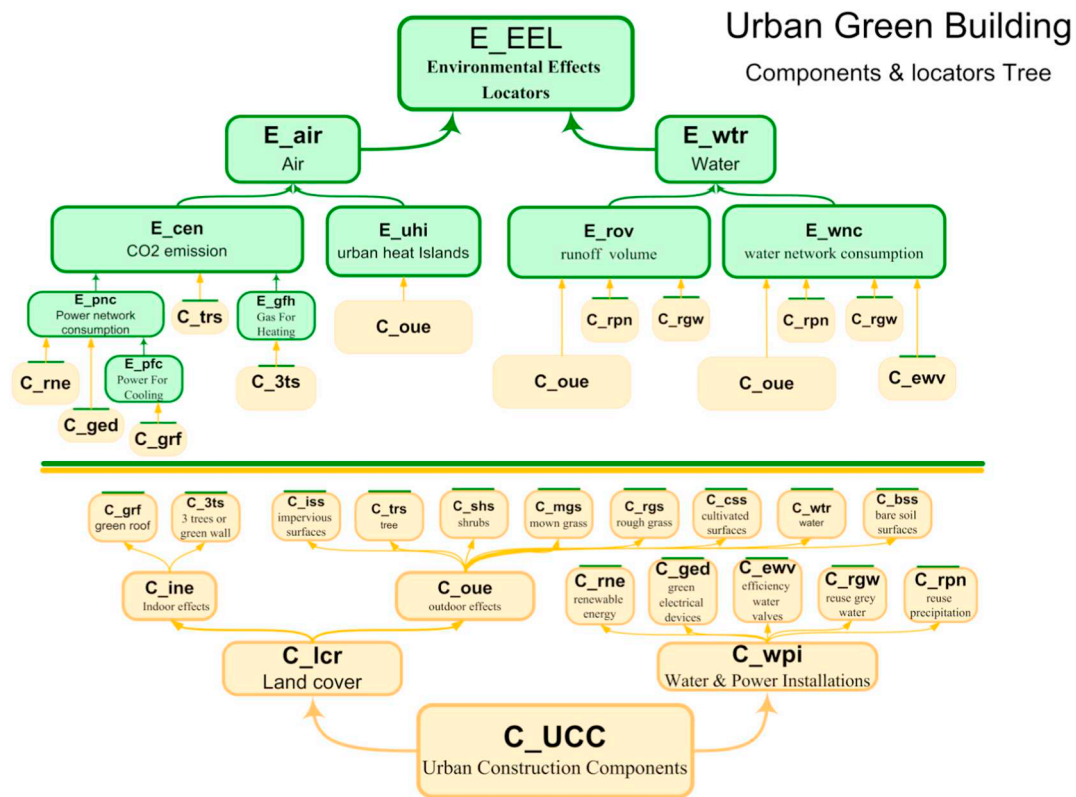 Urban Green Building
Components & locators Tree
E_EEL
Environmental Effects
Locators
E_air
Air
E_wtr
Water
E_cen
CO2 emission
E_uhi
urban heat Islands
E_rov
runoff volume
E_wnc
water network consumption
E_pnc
Power network
consumption
C_trs
E_gfh
Gas For
Heating
C_oue
C_rpn
C_rgw
C_rpn
C_rgw
C_rne
E_pfc
Power For
Cooling
C_3ts
C_oue
C_oue
C_ewv
C_ged
C_grf
C_grf
green roof
C_3ts
3 trees or
green wall
C_iss
impervious
surfaces
C_trs
tree
C_shs
shrubs
C_mgs
mown grass
C_rgs
rough grass
C_css
cultivated
surfaces
C_wtr
water
C_bss
bare soil
surfaces
C_ine
Indoor effects
C_oue
outdoor effects
C_rne
renewable
energy
C_ged
green
electrical
devices
C_ewv
efficiency
water
valves
C_rgw
reuse grey
water
C_rpn
reuse
precipitation
C_lcr
Land cover
C_wpi
Water & Power Installations
C_UCC
Urban Construction Components